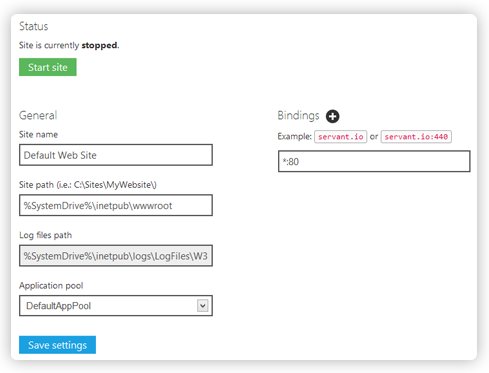 Status
Site is currently stopped.
Start site
General
Site name
Default Web Site
Site path (i.e.: C:\Sites\MyWebsite\)
%SystemDrive%\inetpub\wwwroot
Log files path
%SystemDrive%\inetpub\logs\LogFiles\W3
Application pool
DefaultAppPool
Save settings
Bindings
Example: servant.io or servant.io:440
*:80